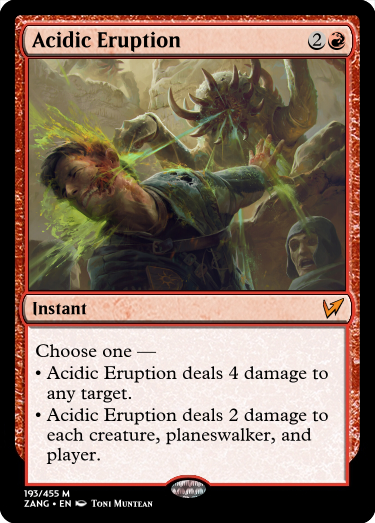 Acidic Eruption 2
Instant
Choose one —
• Acidic Eruption deals 4 damage to
any target.
• Acidic Eruption deals 2 damage to
each creature, planeswalker, and
player.
193/455 M
ZANG • EN Toni Muntean